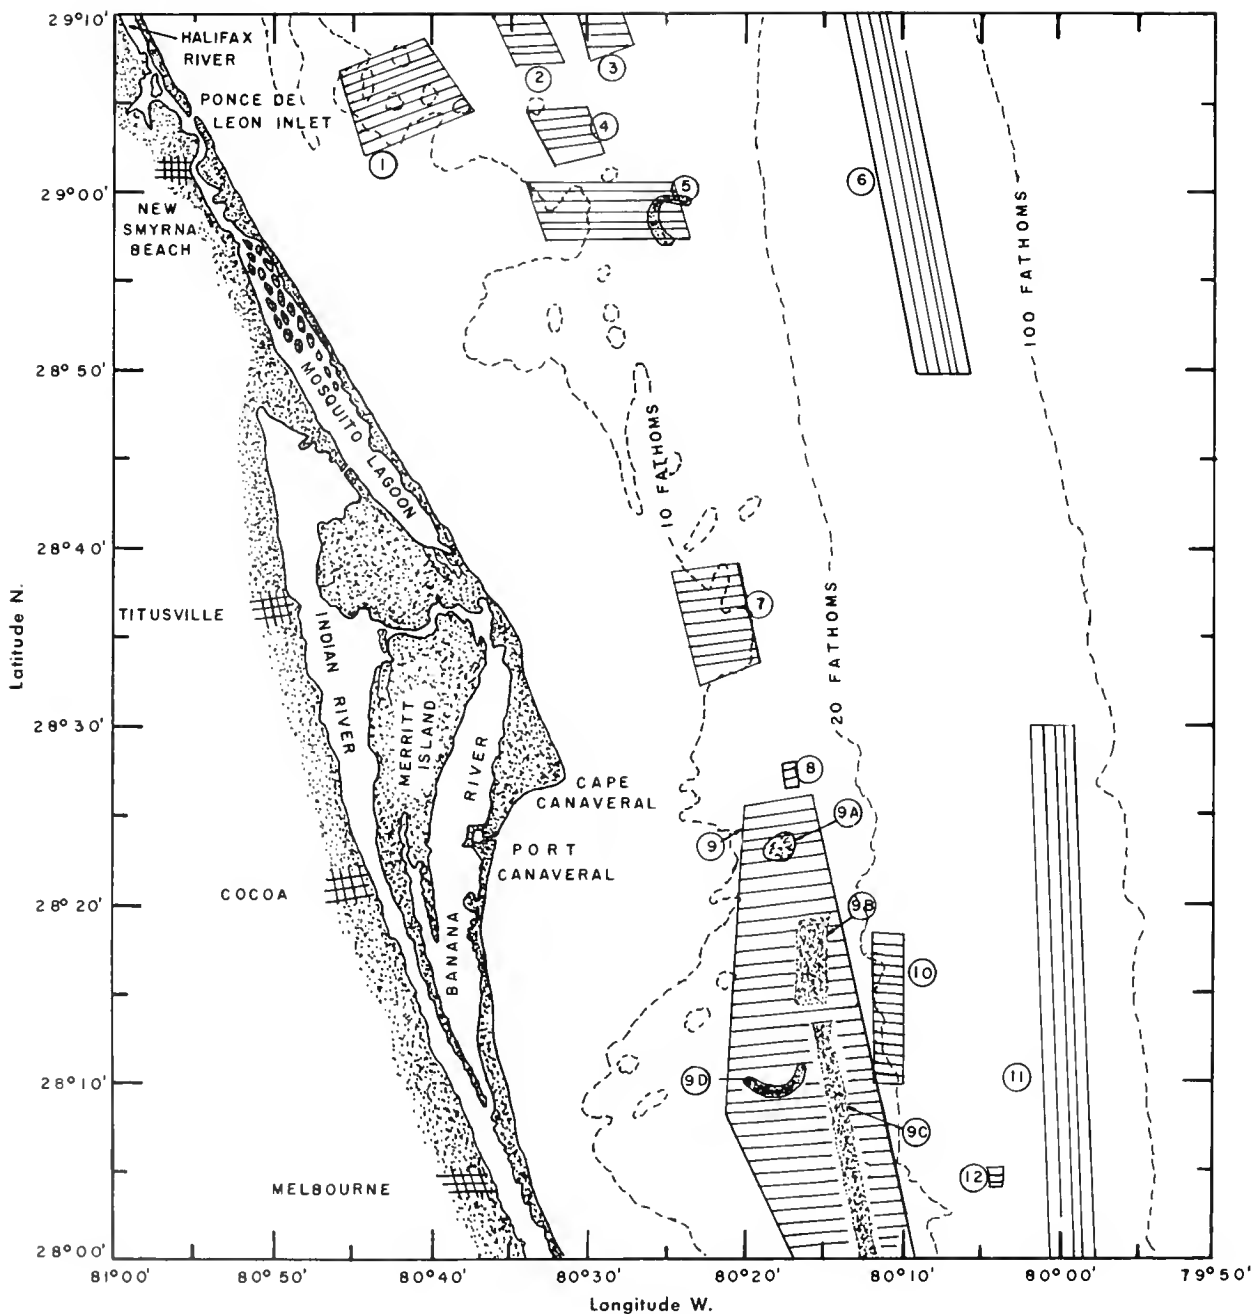 29°10'
29°00'
28°50'
28°40'
28°30'
28°20'
28°10'
28°00'
Latitude N.
81°00'
80°50'
80°40'
80°30'
80°20'
80°10'
80°00'
79°50'
Longitude W.
HALIFAX
RIVER
PONCE DE
LEON INLET
NEW
SMYRNA
BEACH
MOSQUITO LAGOON
TITUSVILLE
INDIAN RIVER
MERRITT
ISLAND
BANANA RIVER
CAPE
CANAVERAL
PORT
CANAVERAL
COCOA
MELBOURNE
10 FATHOMS
20 FATHOMS
100 FATHOMS
1
2
3
4
5
6
7
8
9
9A
9B
9C
9D
10
11
12